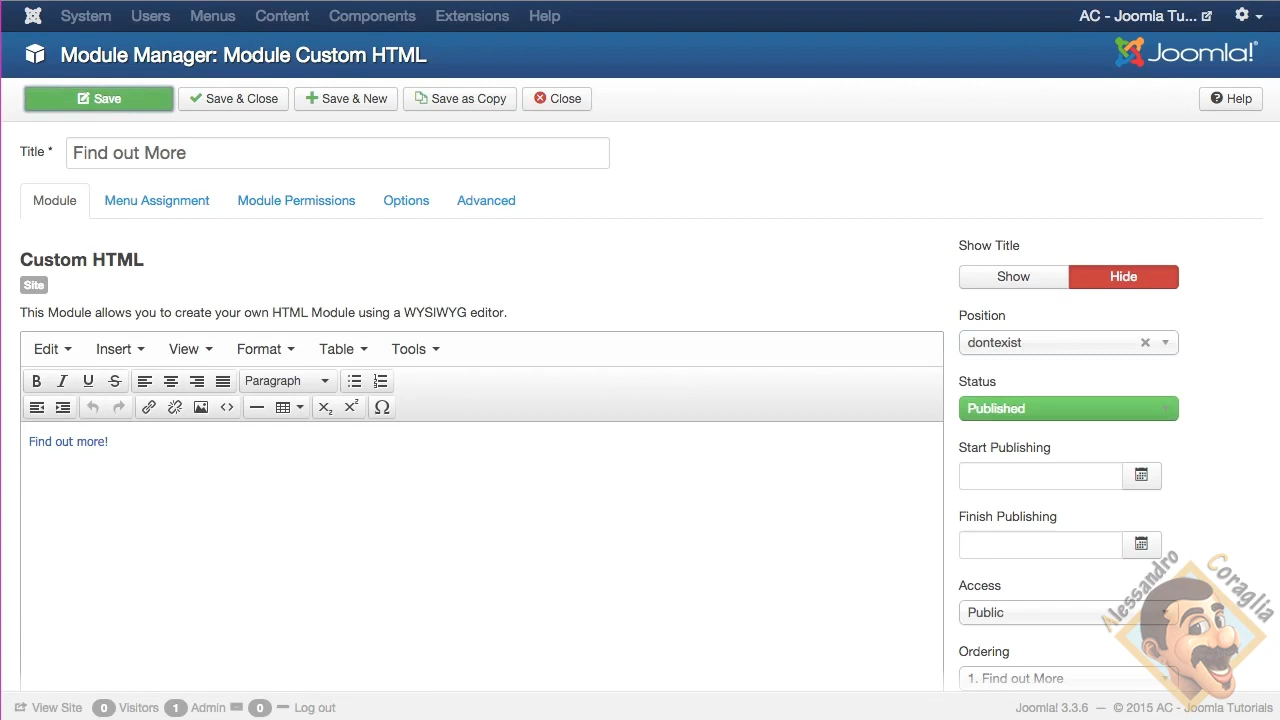 System Users Menus Content Components Extensions Help AC - Joomla Tu...
Module Manager: Module Custom HTML Joomla!®
Save Save & Close Save & New Save as Copy Close Help
Title * Find out More
Module Menu Assignment Module Permissions Options Advanced
Custom HTML
Site
This Module allows you to create your own HTML Module using a WYSIWYG editor.
Edit Insert View Format Table Tools
B I U S Paragraph
Find out more!
Show Title
Show Hide
Position
dontexist
Status
Published
Start Publishing
Finish Publishing
Access
Public
Ordering
1. Find out More
Alessandro Coraglia
View Site 0 Visitors 1 Admin 0 Log out Joomla! 3.3.6 — © 2015 AC - Joomla Tutorials